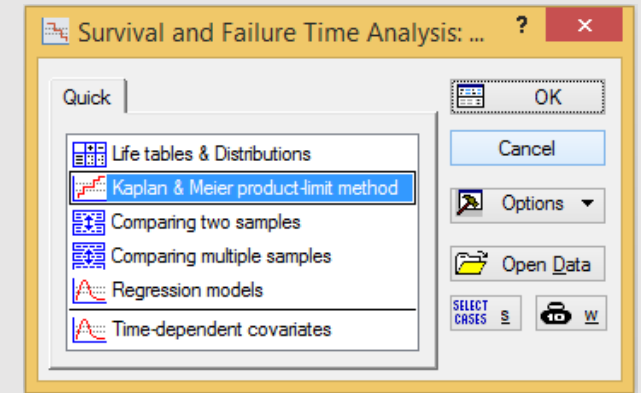 Survival and Failure Time Analysis: ...
?
×
Quick
OK
Life tables & Distributions
Cancel
Kaplan & Meier product-limit method
Comparing two samples
Options
Comparing multiple samples
Open Data
Regression models
SELECT
CASES
S
W
Time-dependent covariates